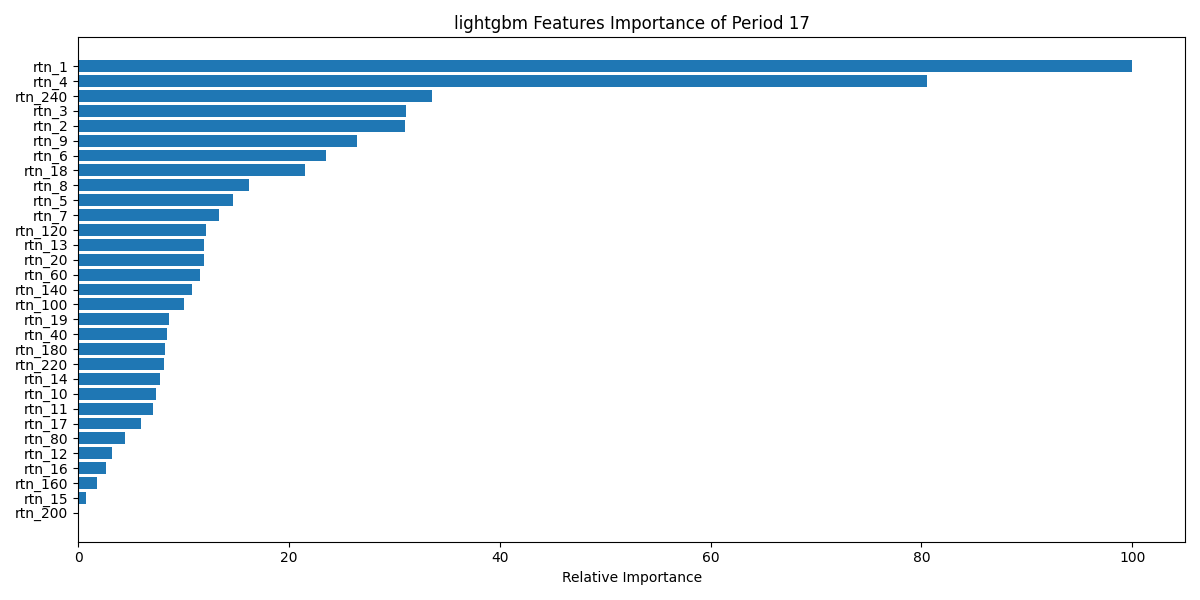 lightgbm Features Importance of Period 17
rtn_1
rtn_4
rtn_240
rtn_3
rtn_2
rtn_9
rtn_6
rtn_18
rtn_8
rtn_5
rtn_7
rtn_120
rtn_13
rtn_20
rtn_60
rtn_140
rtn_100
rtn_19
rtn_40
rtn_180
rtn_220
rtn_14
rtn_10
rtn_11
rtn_17
rtn_80
rtn_12
rtn_16
rtn_160
rtn_15
rtn_200
0 20 40 60 80 100
Relative Importance